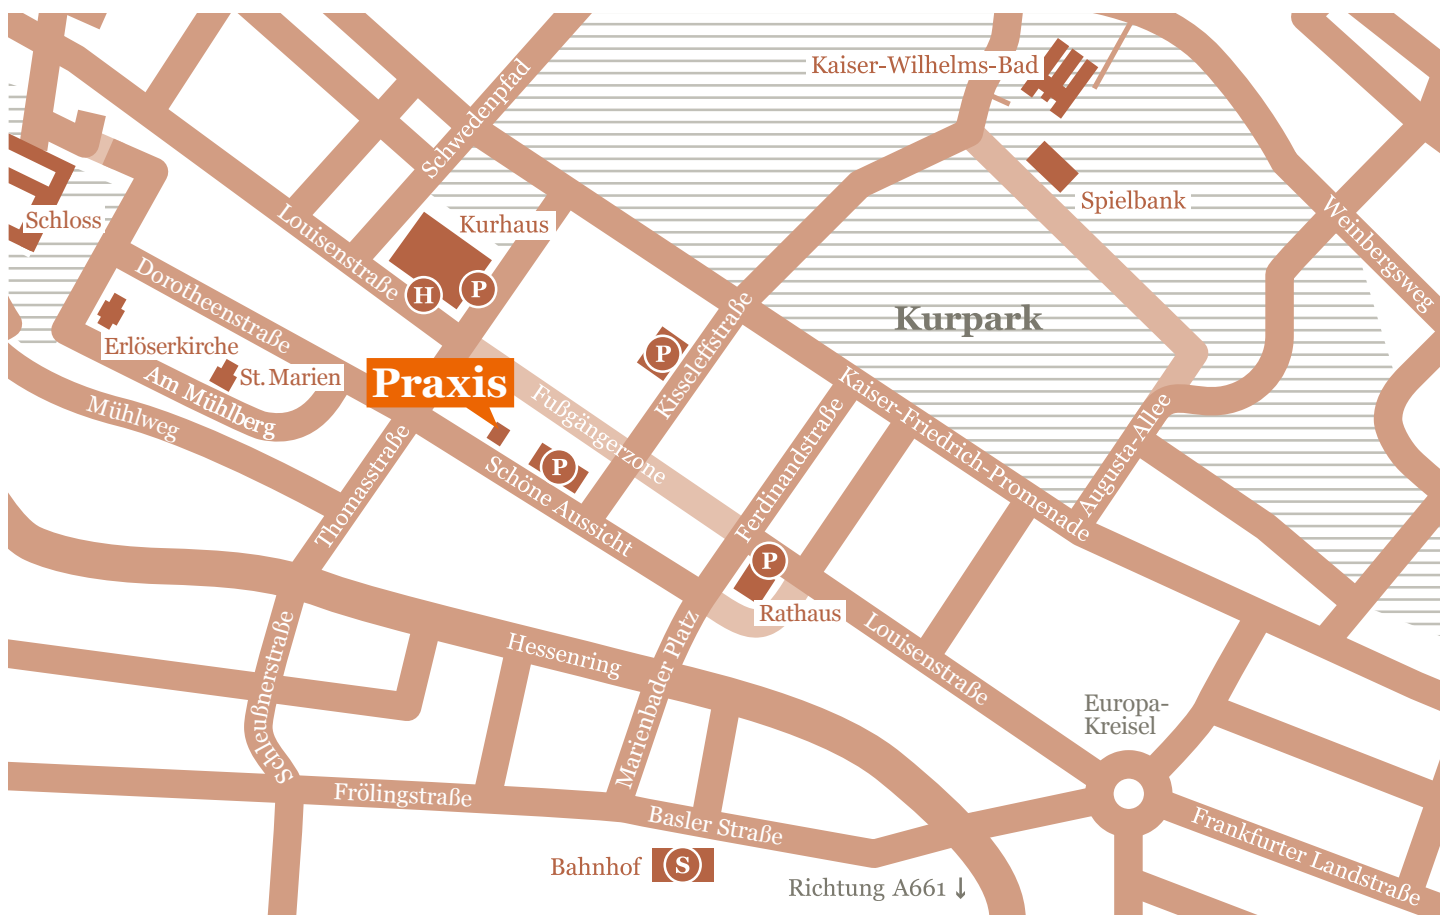 Kaiser-Wilhelms-Bad
Schwedenpfad
Spielbank
Schloss
Kurhaus
Louisenstraße
Weinbergsweg
Dorotheenstraße
H
P
Kurpark
Erlöserkirche
St. Marien
P
Kisseleffstraße
Praxis
Am Mühlberg
Mühlweg
Fußgängerzone
Kaiser-Friedrich-Promenade
Augusta-Allee
Thomasstraße
Schöne Aussicht
P
Ferdinandstraße
P
Rathaus
Louisenstraße
Hessenring
Schleußnerstraße
Marienbader Platz
Europa-
Kreisel
Frölingstraße
Basler Straße
Frankfurter Landstraße
Bahnhof
S
Richtung A661 ↓